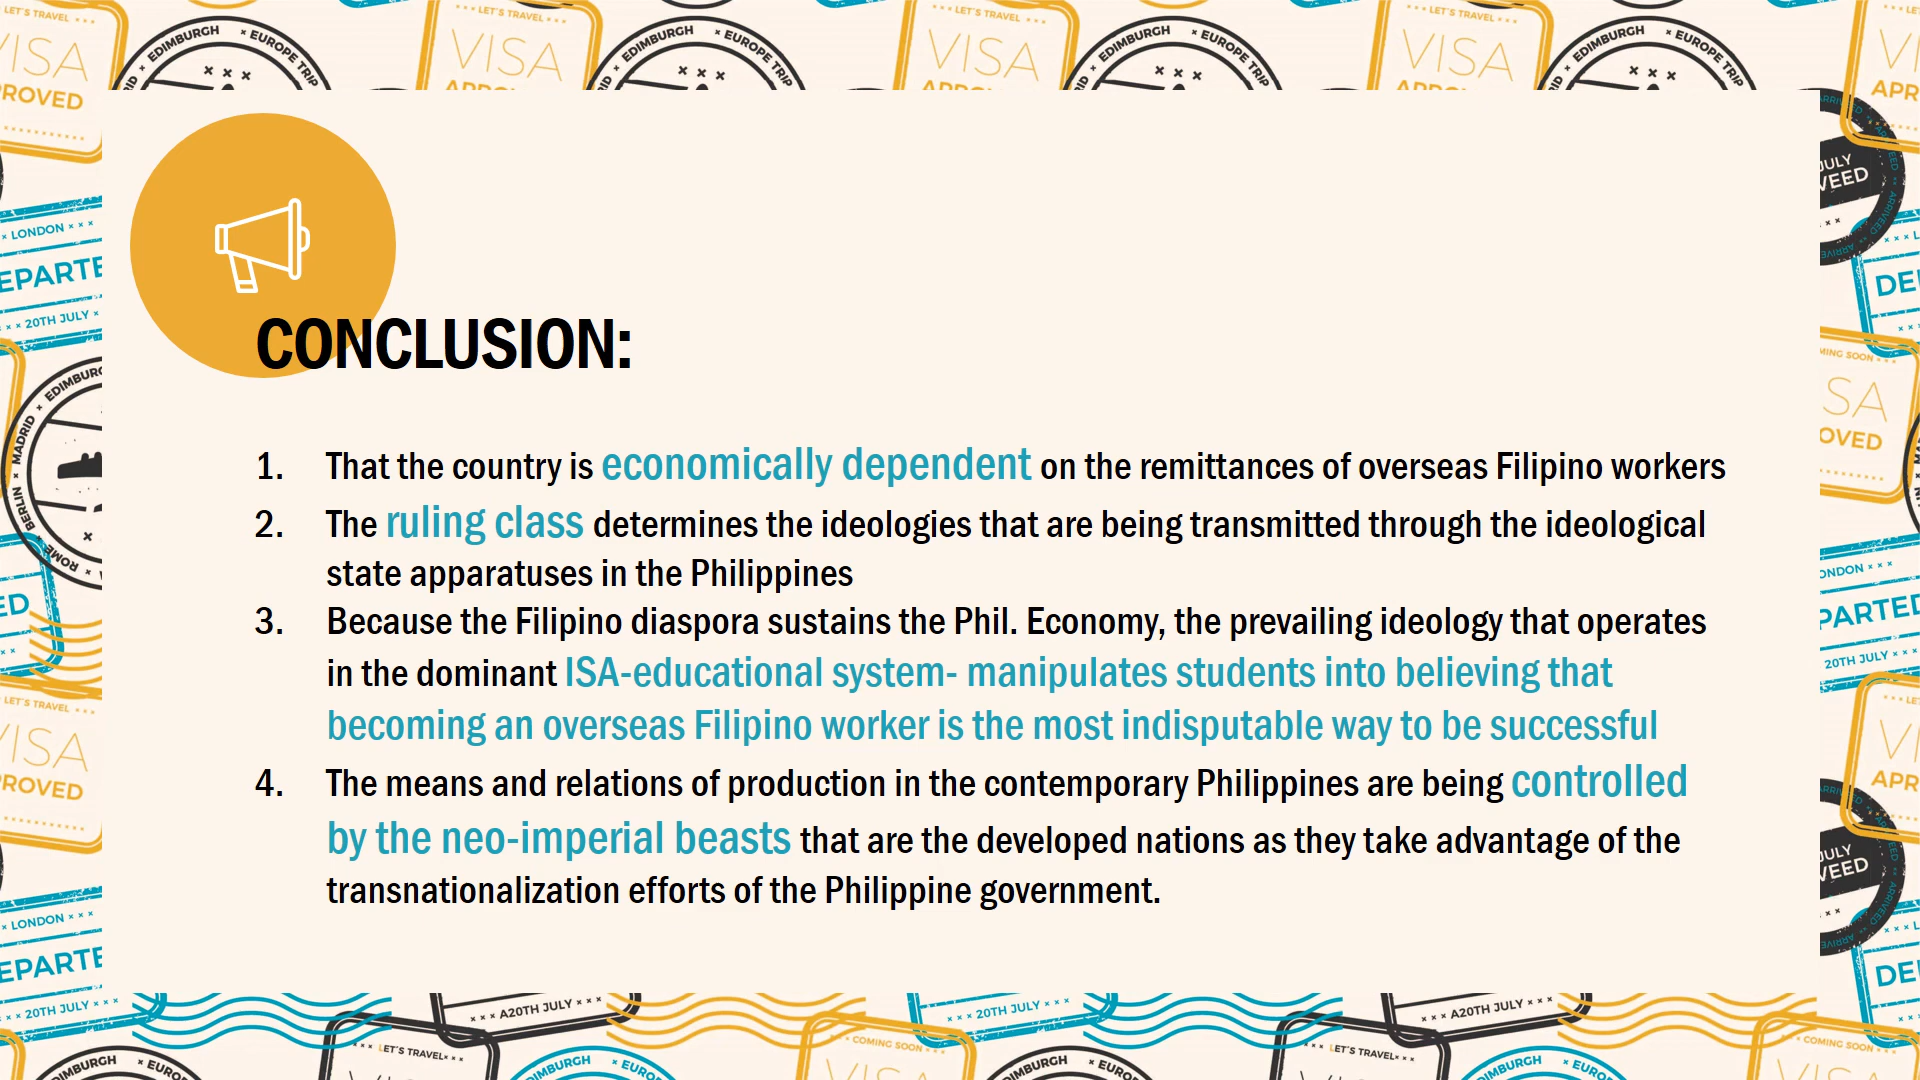 CONCLUSION:
1. That the country is economically dependent on the remittances of overseas Filipino workers
2. The ruling class determines the ideologies that are being transmitted through the ideological
state apparatuses in the Philippines
3. Because the Filipino diaspora sustains the Phil. Economy, the prevailing ideology that operates
in the dominant ISA-educational system- manipulates students into believing that
becoming an overseas Filipino worker is the most indisputable way to be successful
4. The means and relations of production in the contemporary Philippines are being controlled
by the neo-imperial beasts that are the developed nations as they take advantage of the
transnationalization efforts of the Philippine government.